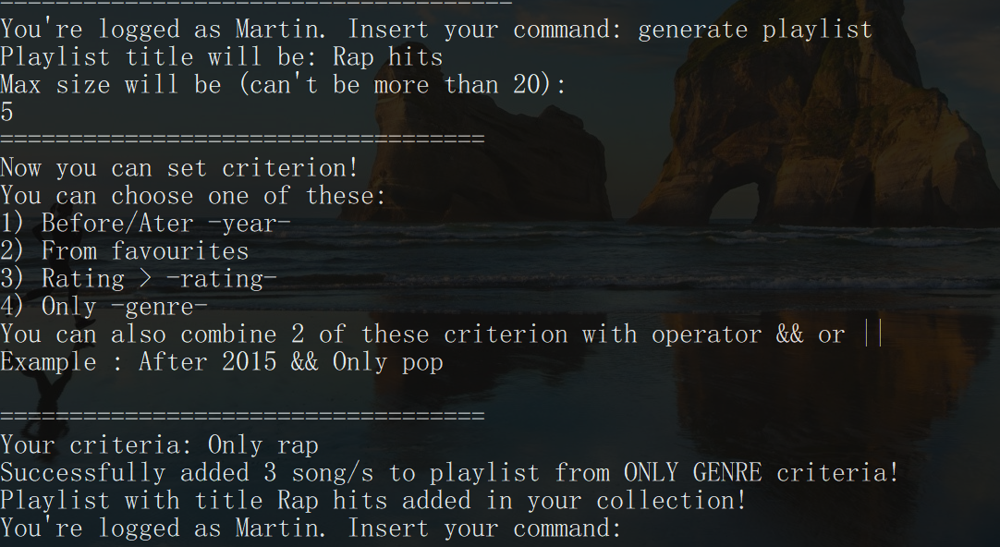 =====================================
You're logged as Martin. Insert your command: generate playlist
Playlist title will be: Rap hits
Max size will be (can't be more than 20):
5
===================================
Now you can set criterion!
You can choose one of these:
1) Before/Ater -year-
2) From favourites
3) Rating > -rating-
4) Only -genre-
You can also combine 2 of these criterion with operator && or ||
Example : After 2015 && Only pop
===================================
Your criteria: Only rap
Successfully added 3 song/s to playlist from ONLY GENRE criteria!
Playlist with title Rap hits added in your collection!
You're logged as Martin. Insert your command: